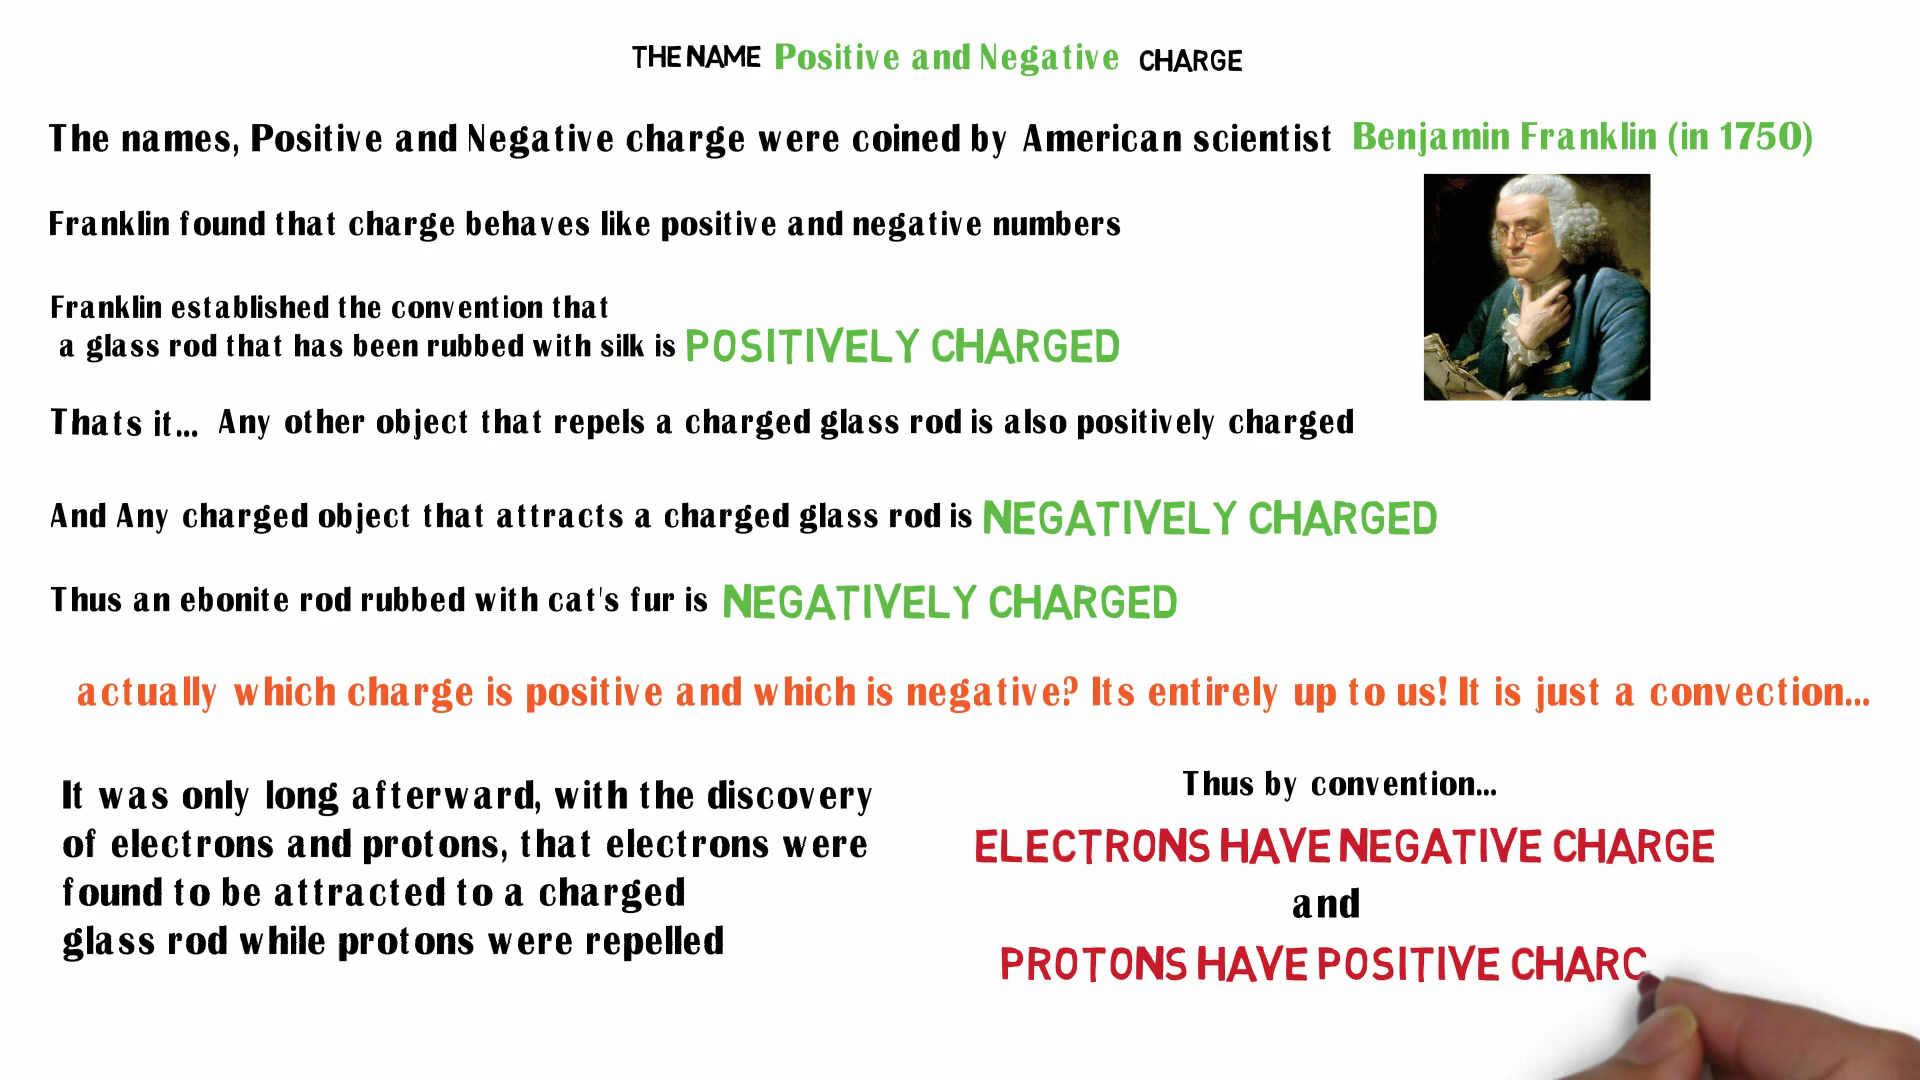 THE NAME Positive and Negative CHARGE
The names, Positive and Negative charge were coined by American scientist Benjamin Franklin (in 1750)
Franklin found that charge behaves like positive and negative numbers
Franklin established the convention that
a glass rod that has been rubbed with silk is POSITIVELY CHARGED
Thats it... Any other object that repels a charged glass rod is also positively charged
And Any charged object that attracts a charged glass rod is NEGATIVELY CHARGED
Thus an ebonite rod rubbed with cat's fur is NEGATIVELY CHARGED
actually which charge is positive and which is negative? Its entirely up to us! It is just a convection...
It was only long afterward, with the discovery
of electrons and protons, that electrons were
found to be attracted to a charged
glass rod while protons were repelled
Thus by convention...
ELECTRONS HAVE NEGATIVE CHARGE
and
PROTONS HAVE POSITIVE CHARC